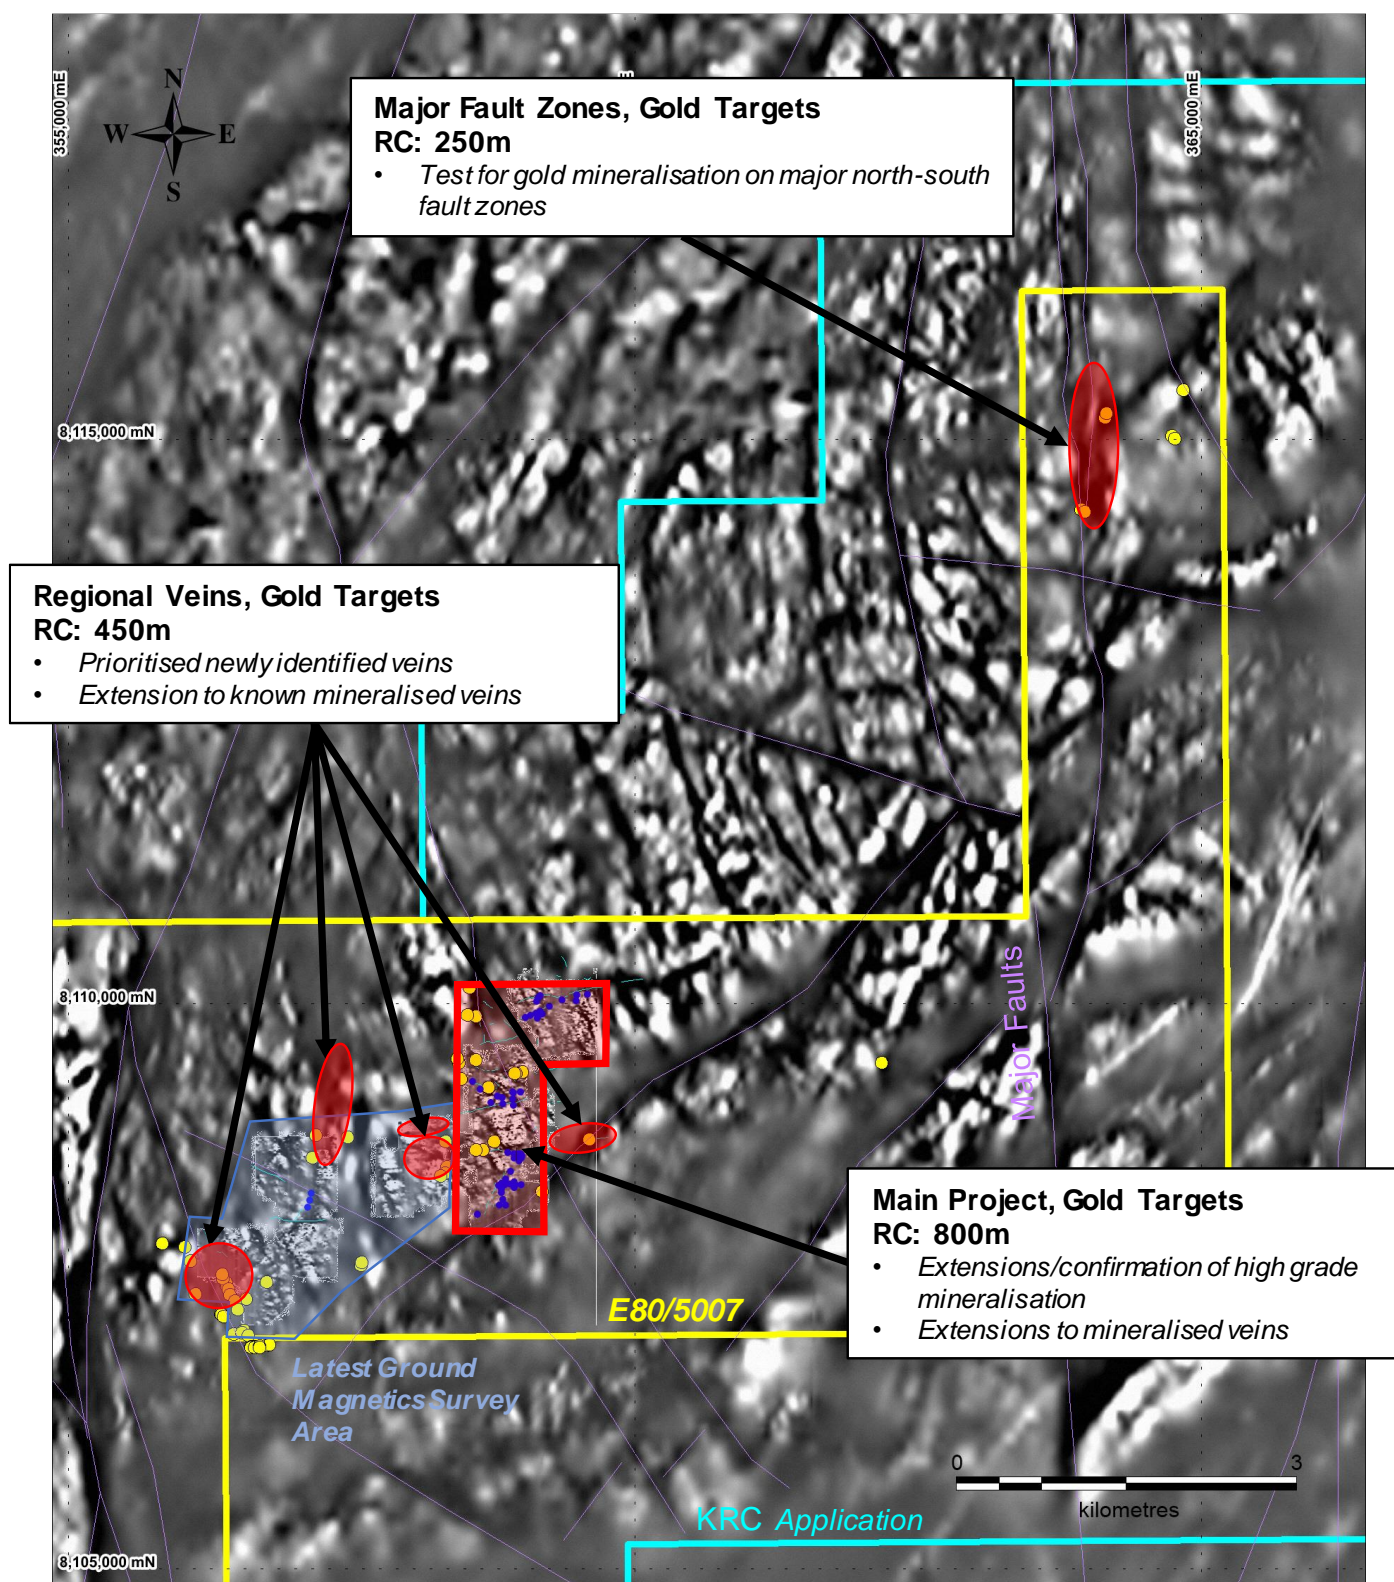 N
W E
S
355,000 mE
E
365,000 mE
Major Fault Zones, Gold Targets
RC: 250m
• Test for gold mineralisation on major north-south
fault zones
8,115,000 mN
Regional Veins, Gold Targets
RC: 450m
• Prioritised newly identified veins
• Extension to known mineralised veins
8,110,000 mN
Major Faults
Main Project, Gold Targets
RC: 800m
• Extensions/confirmation of high grade
mineralisation
• Extensions to mineralised veins
E80/5007
Latest Ground
Magnetics Survey
Area
0 3
kilometres
KRC Application
8,105,000 mN